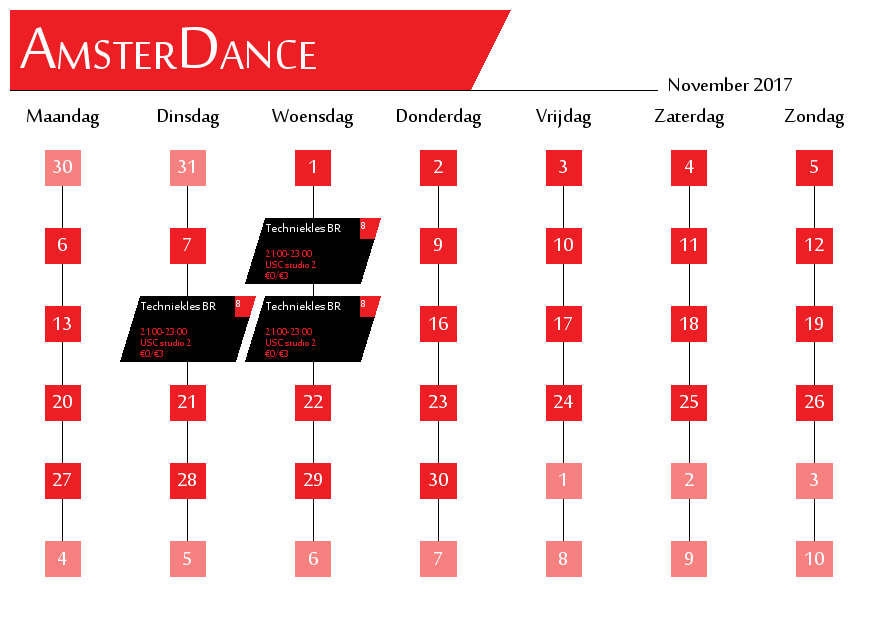 AMSTERDANCE
November 2017
Maandag Dinsdag Woensdag Donderdag Vrijdag Zaterdag Zondag
30 31 1 2 3 4 5
6 7 9 10 11 12
Techniekles BR 8
21:00-23:00
USC studio 2
€0/€3
13 16 17 18 19
Techniekles BR 8
21:00-23:00
USC studio 2
€0/€3
Techniekles BR 8
21:00-23:00
USC studio 2
€0/€3
20 21 22 23 24 25 26
27 28 29 30 1 2 3
4 5 6 7 8 9 10